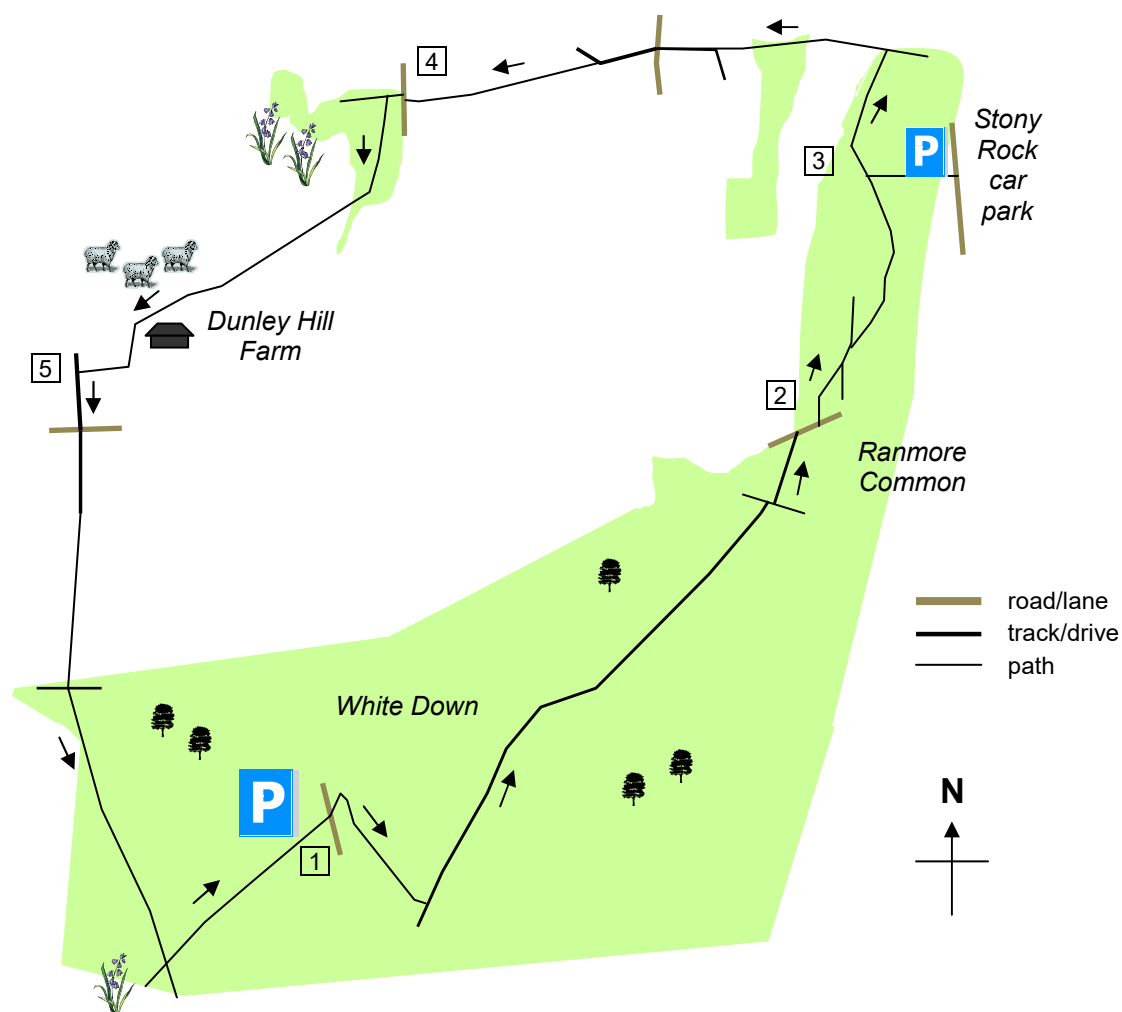 4
Stony
Rock
car
park
P
3
Dunley Hill
Farm
5
2
Ranmore
Common
road/lane
track/drive
path
White Down
P
1
N